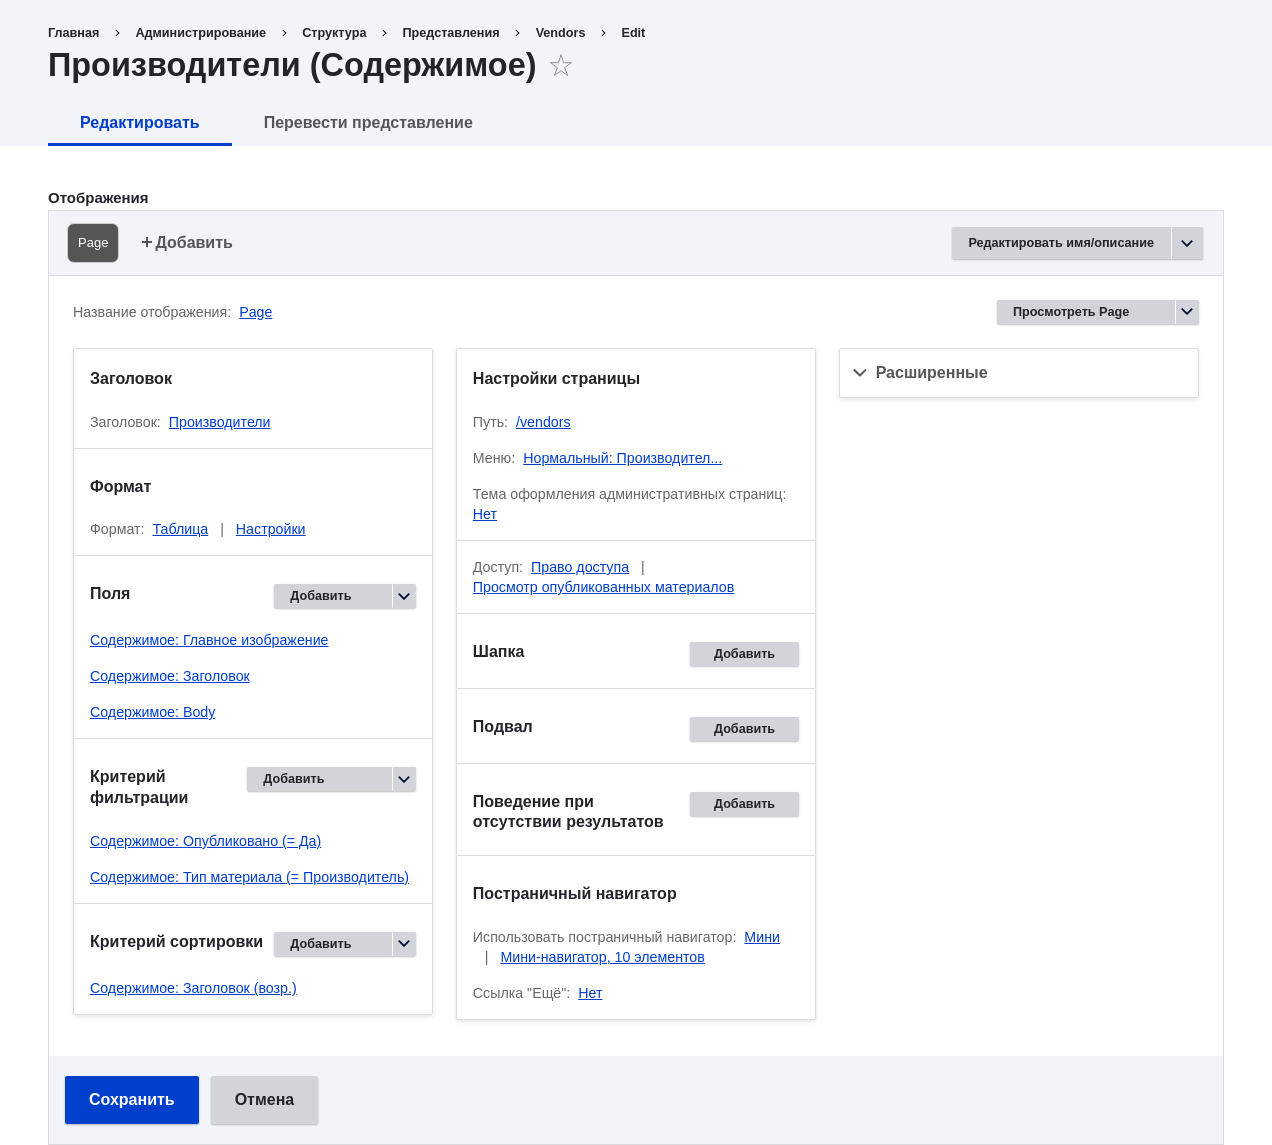 Главная › Администрирование › Структура › Представления › Vendors › Edit
Производители (Содержимое) ☆
Редактировать Перевести представление
Отображения
Page + Добавить Редактировать имя/описание
Название отображения: Page Просмотреть Page
Заголовок
Заголовок: Производители
Формат
Формат: Таблица | Настройки
Поля Добавить
Содержимое: Главное изображение
Содержимое: Заголовок
Содержимое: Body
Критерий Добавить
фильтрации
Содержимое: Опубликовано (= Да)
Содержимое: Тип материала (= Производитель)
Критерий сортировки Добавить
Содержимое: Заголовок (возр.)
Настройки страницы
Путь: /vendors
Меню: Нормальный: Производител...
Тема оформления административных страниц:
Нет
Доступ: Право доступа |
Просмотр опубликованных материалов
Шапка Добавить
Подвал Добавить
Поведение при Добавить
отсутствии результатов
Постраничный навигатор
Использовать постраничный навигатор: Мини
| Мини-навигатор, 10 элементов
Ссылка "Ещё": Нет
Расширенные
Сохранить Отмена